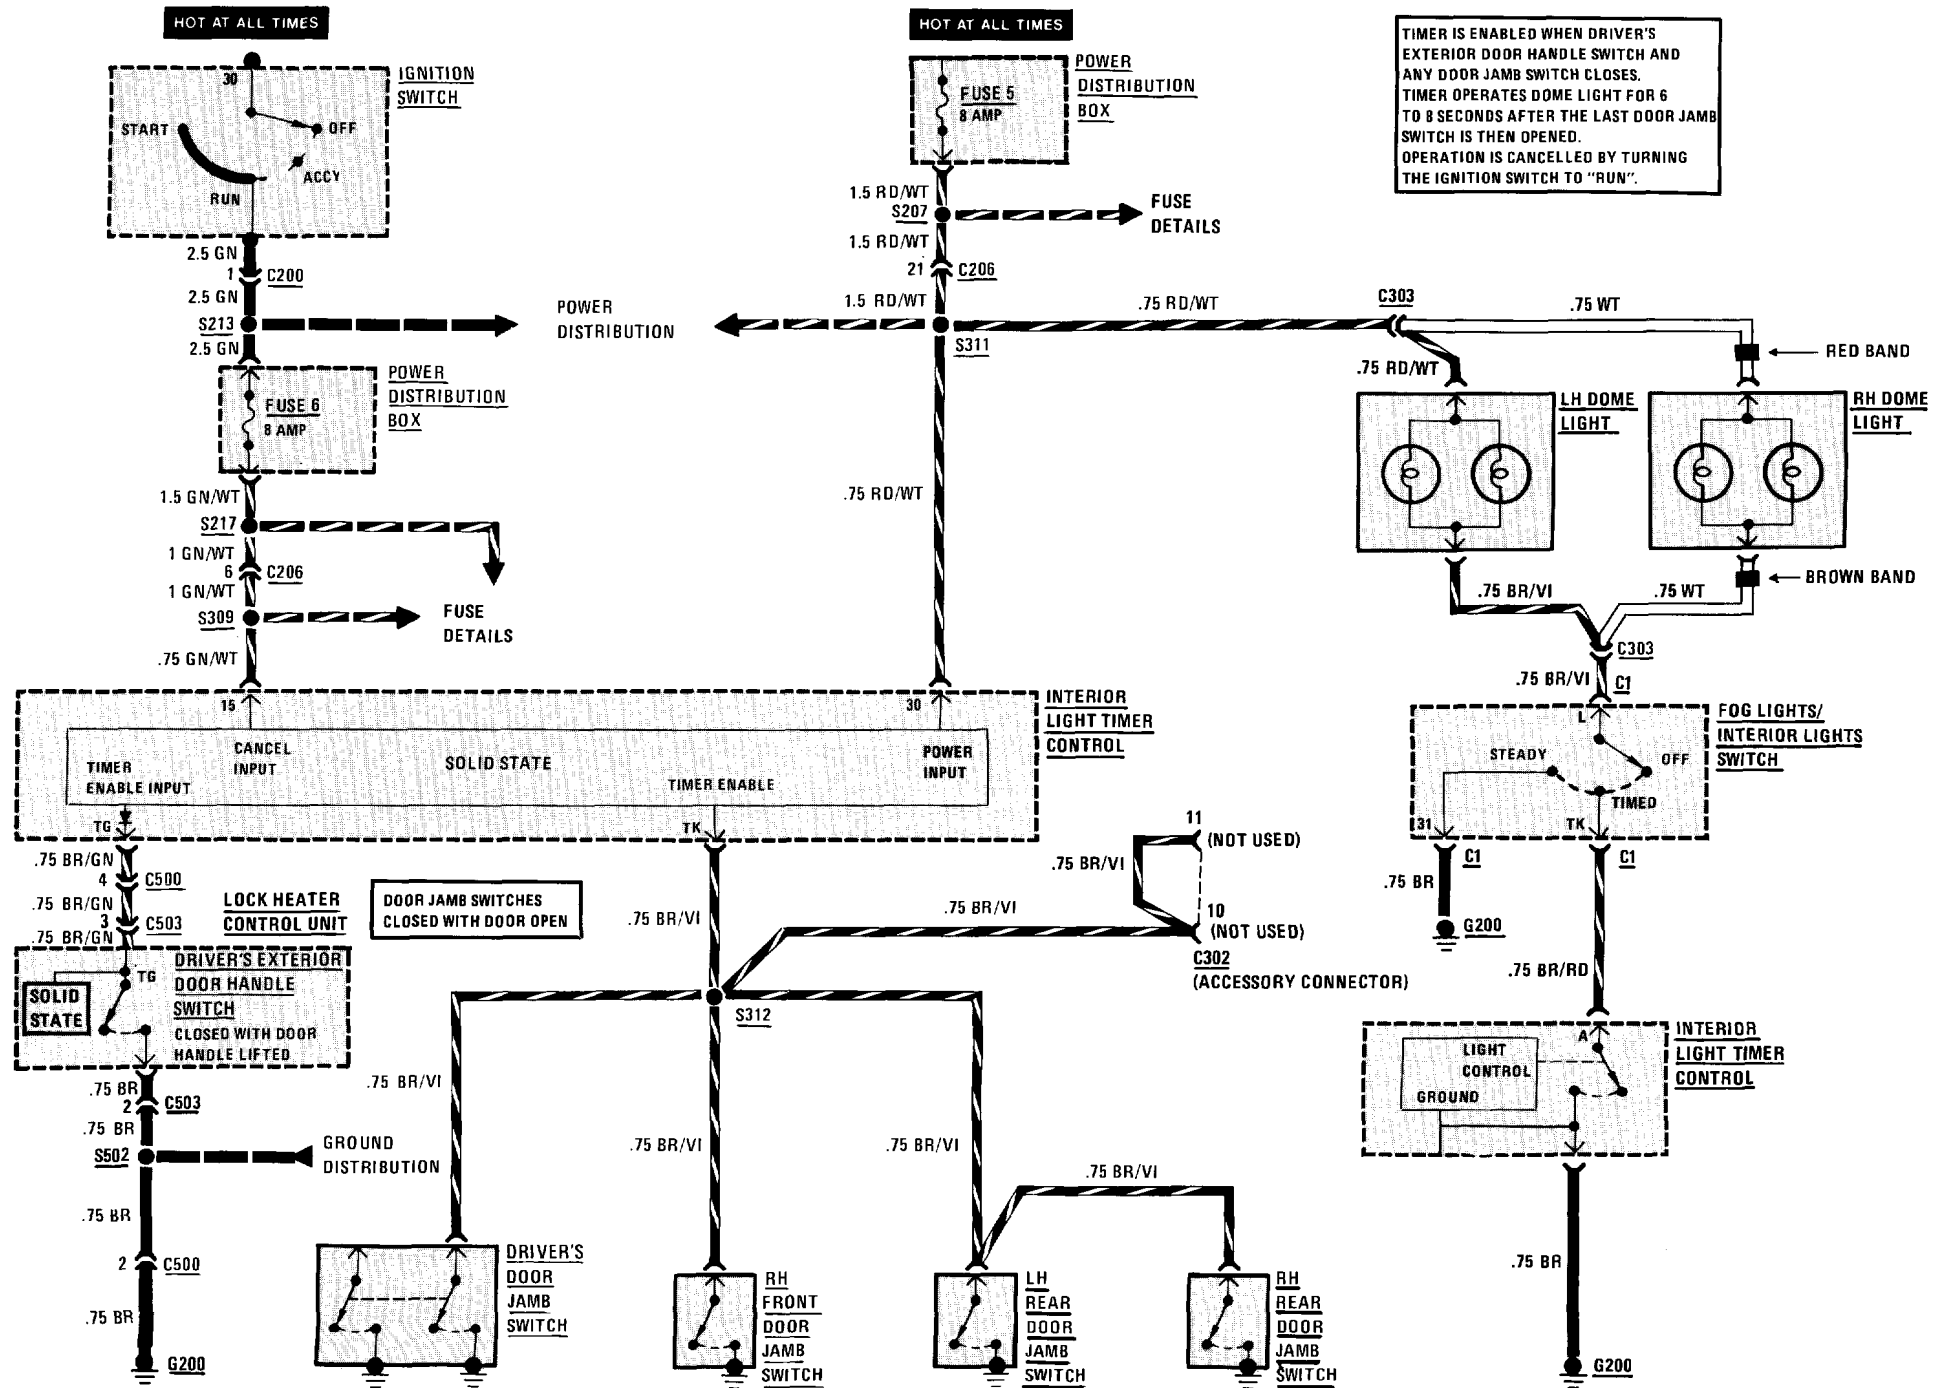 HOT AT ALL TIMES
30
IGNITION
SWITCH
START
OFF
ACCY
RUN
2.5 GN
1
C200
2.5 GN
S213
2.5 GN
POWER
DISTRIBUTION
POWER
DISTRIBUTION
BOX
FUSE 6
8 AMP
1.5 GN/WT
S217
1 GN/WT
6
C206
1 GN/WT
S309
FUSE
DETAILS
.75 GN/WT
HOT AT ALL TIMES
POWER
DISTRIBUTION
BOX
FUSE 5
8 AMP
1.5 RD/WT
S207
FUSE
DETAILS
1.5 RD/WT
21
C206
1.5 RD/WT
S311
.75 RD/WT
.75 RD/WT
TIMER IS ENABLED WHEN DRIVER'S
EXTERIOR DOOR HANDLE SWITCH AND
ANY DOOR JAMB SWITCH CLOSES.
TIMER OPERATES DOME LIGHT FOR 6
TO 8 SECONDS AFTER THE LAST DOOR JAMB
SWITCH IS THEN OPENED.
OPERATION IS CANCELLED BY TURNING
THE IGNITION SWITCH TO "RUN".
C303
.75 WT
RED BAND
.75 RD/WT
LH DOME
LIGHT
RH DOME
LIGHT
.75 BR/VI
.75 WT
BROWN BAND
C303
.75 BR/VI
C1
15
30
INTERIOR
LIGHT TIMER
CONTROL
CANCEL
INPUT
SOLID STATE
POWER
INPUT
TIMER
ENABLE INPUT
TIMER ENABLE
TG
TK
L
FOG LIGHTS/
INTERIOR LIGHTS
SWITCH
STEADY
OFF
TIMED
31
TK
C1
C1
.75 BR
G200
.75 BR/RD
.75 BR/GN
4
C500
.75 BR/GN
3
C503
.75 BR/GN
LOCK HEATER
CONTROL UNIT
DOOR JAMB SWITCHES
CLOSED WITH DOOR OPEN
.75 BR/VI
.75 BR/VI
11
(NOT USED)
.75 BR/VI
10
(NOT USED)
C302
(ACCESSORY CONNECTOR)
TG
SOLID
STATE
DRIVER'S EXTERIOR
DOOR HANDLE
SWITCH
CLOSED WITH DOOR
HANDLE LIFTED
S312
A
LIGHT
CONTROL
GROUND
INTERIOR
LIGHT TIMER
CONTROL
.75 BR
2
C503
.75 BR
S502
GROUND
DISTRIBUTION
.75 BR
2
C500
.75 BR
G200
.75 BR/VI
.75 BR/VI
.75 BR/VI
.75 BR/VI
DRIVER'S
DOOR
JAMB
SWITCH
RH
FRONT
DOOR
JAMB
SWITCH
LH
REAR
DOOR
JAMB
SWITCH
RH
REAR
DOOR
JAMB
SWITCH
.75 BR
G200